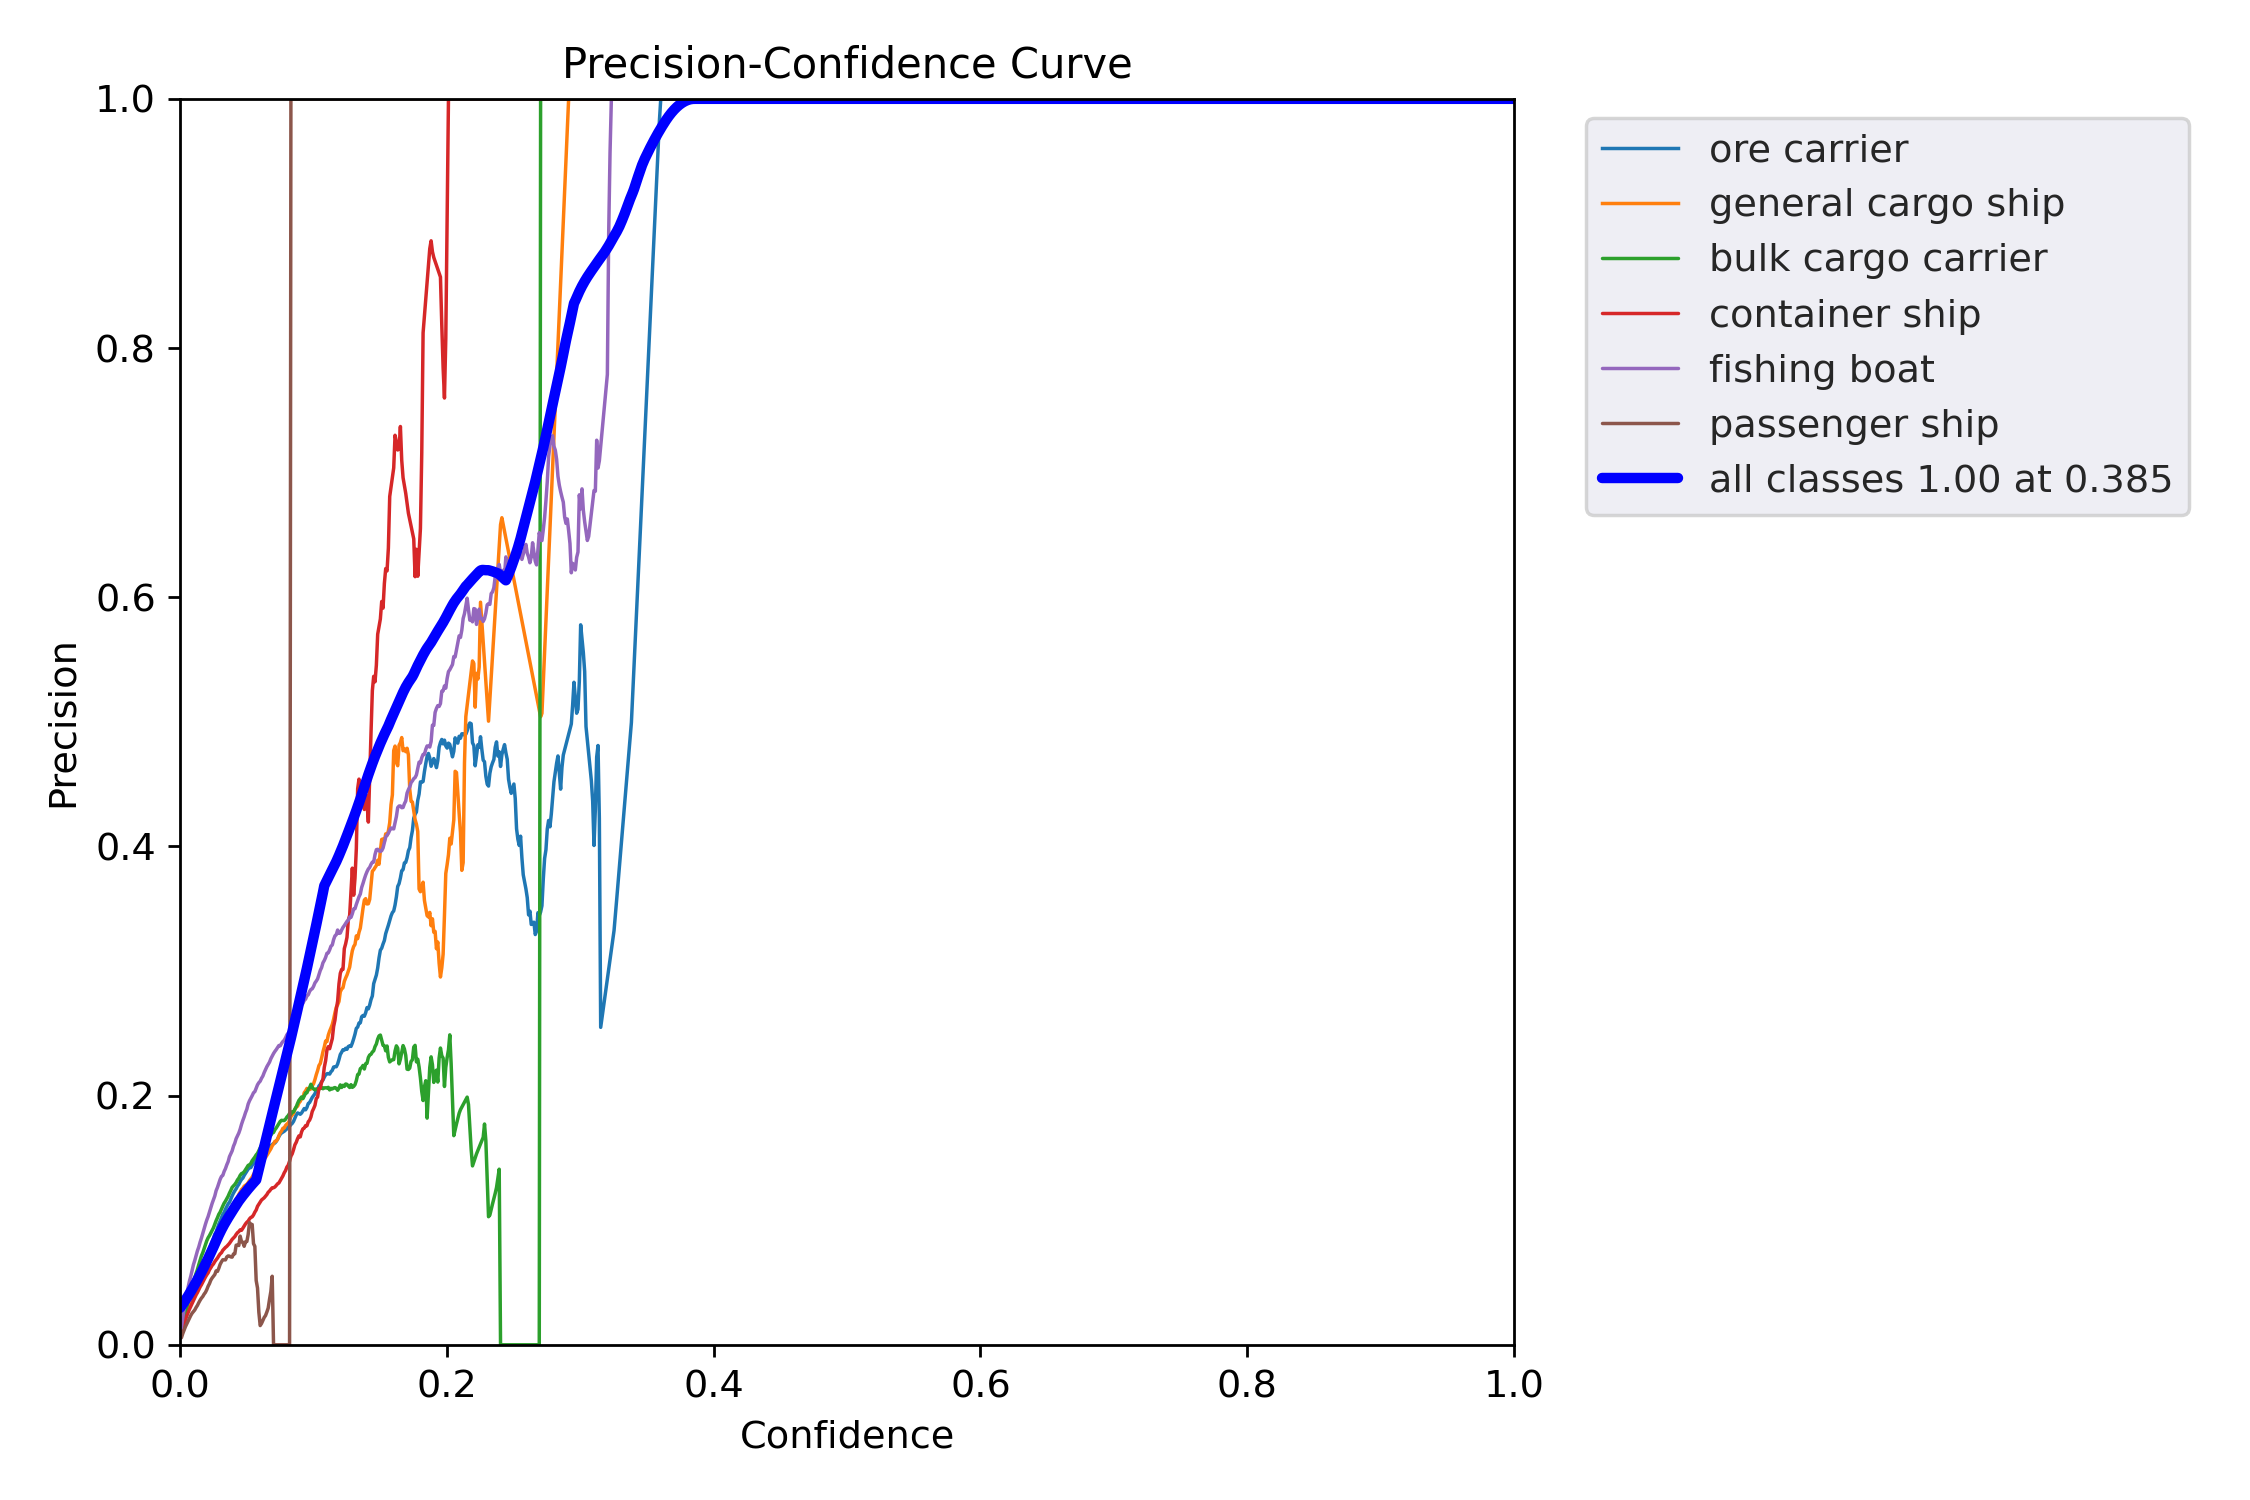 Precision-Confidence Curve
1.0
0.8
0.6
0.4
0.2
0.0
Precision
0.0 0.2 0.4 0.6 0.8 1.0
Confidence
ore carrier
general cargo ship
bulk cargo carrier
container ship
fishing boat
passenger ship
all classes 1.00 at 0.385